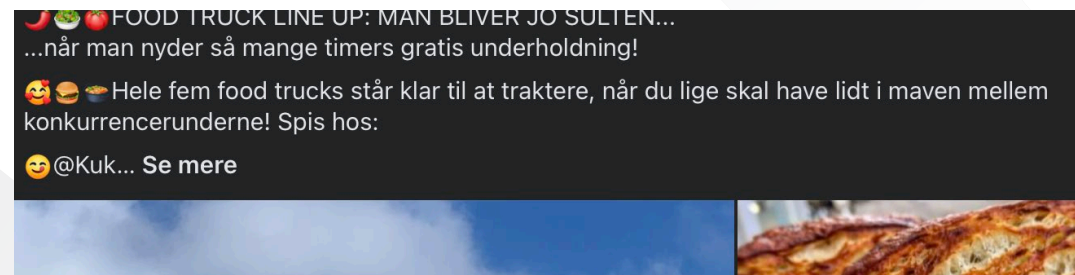 🌶️🥗🍅FOOD TRUCK LINE UP: MAN BLIVER JO SULTEN...
...når man nyder så mange timers gratis underholdning!
🥰🍔🍲Hele fem food trucks står klar til at traktere, når du lige skal have lidt i maven mellem
konkurrencerunderne! Spis hos:
😋@Kuk... Se mere